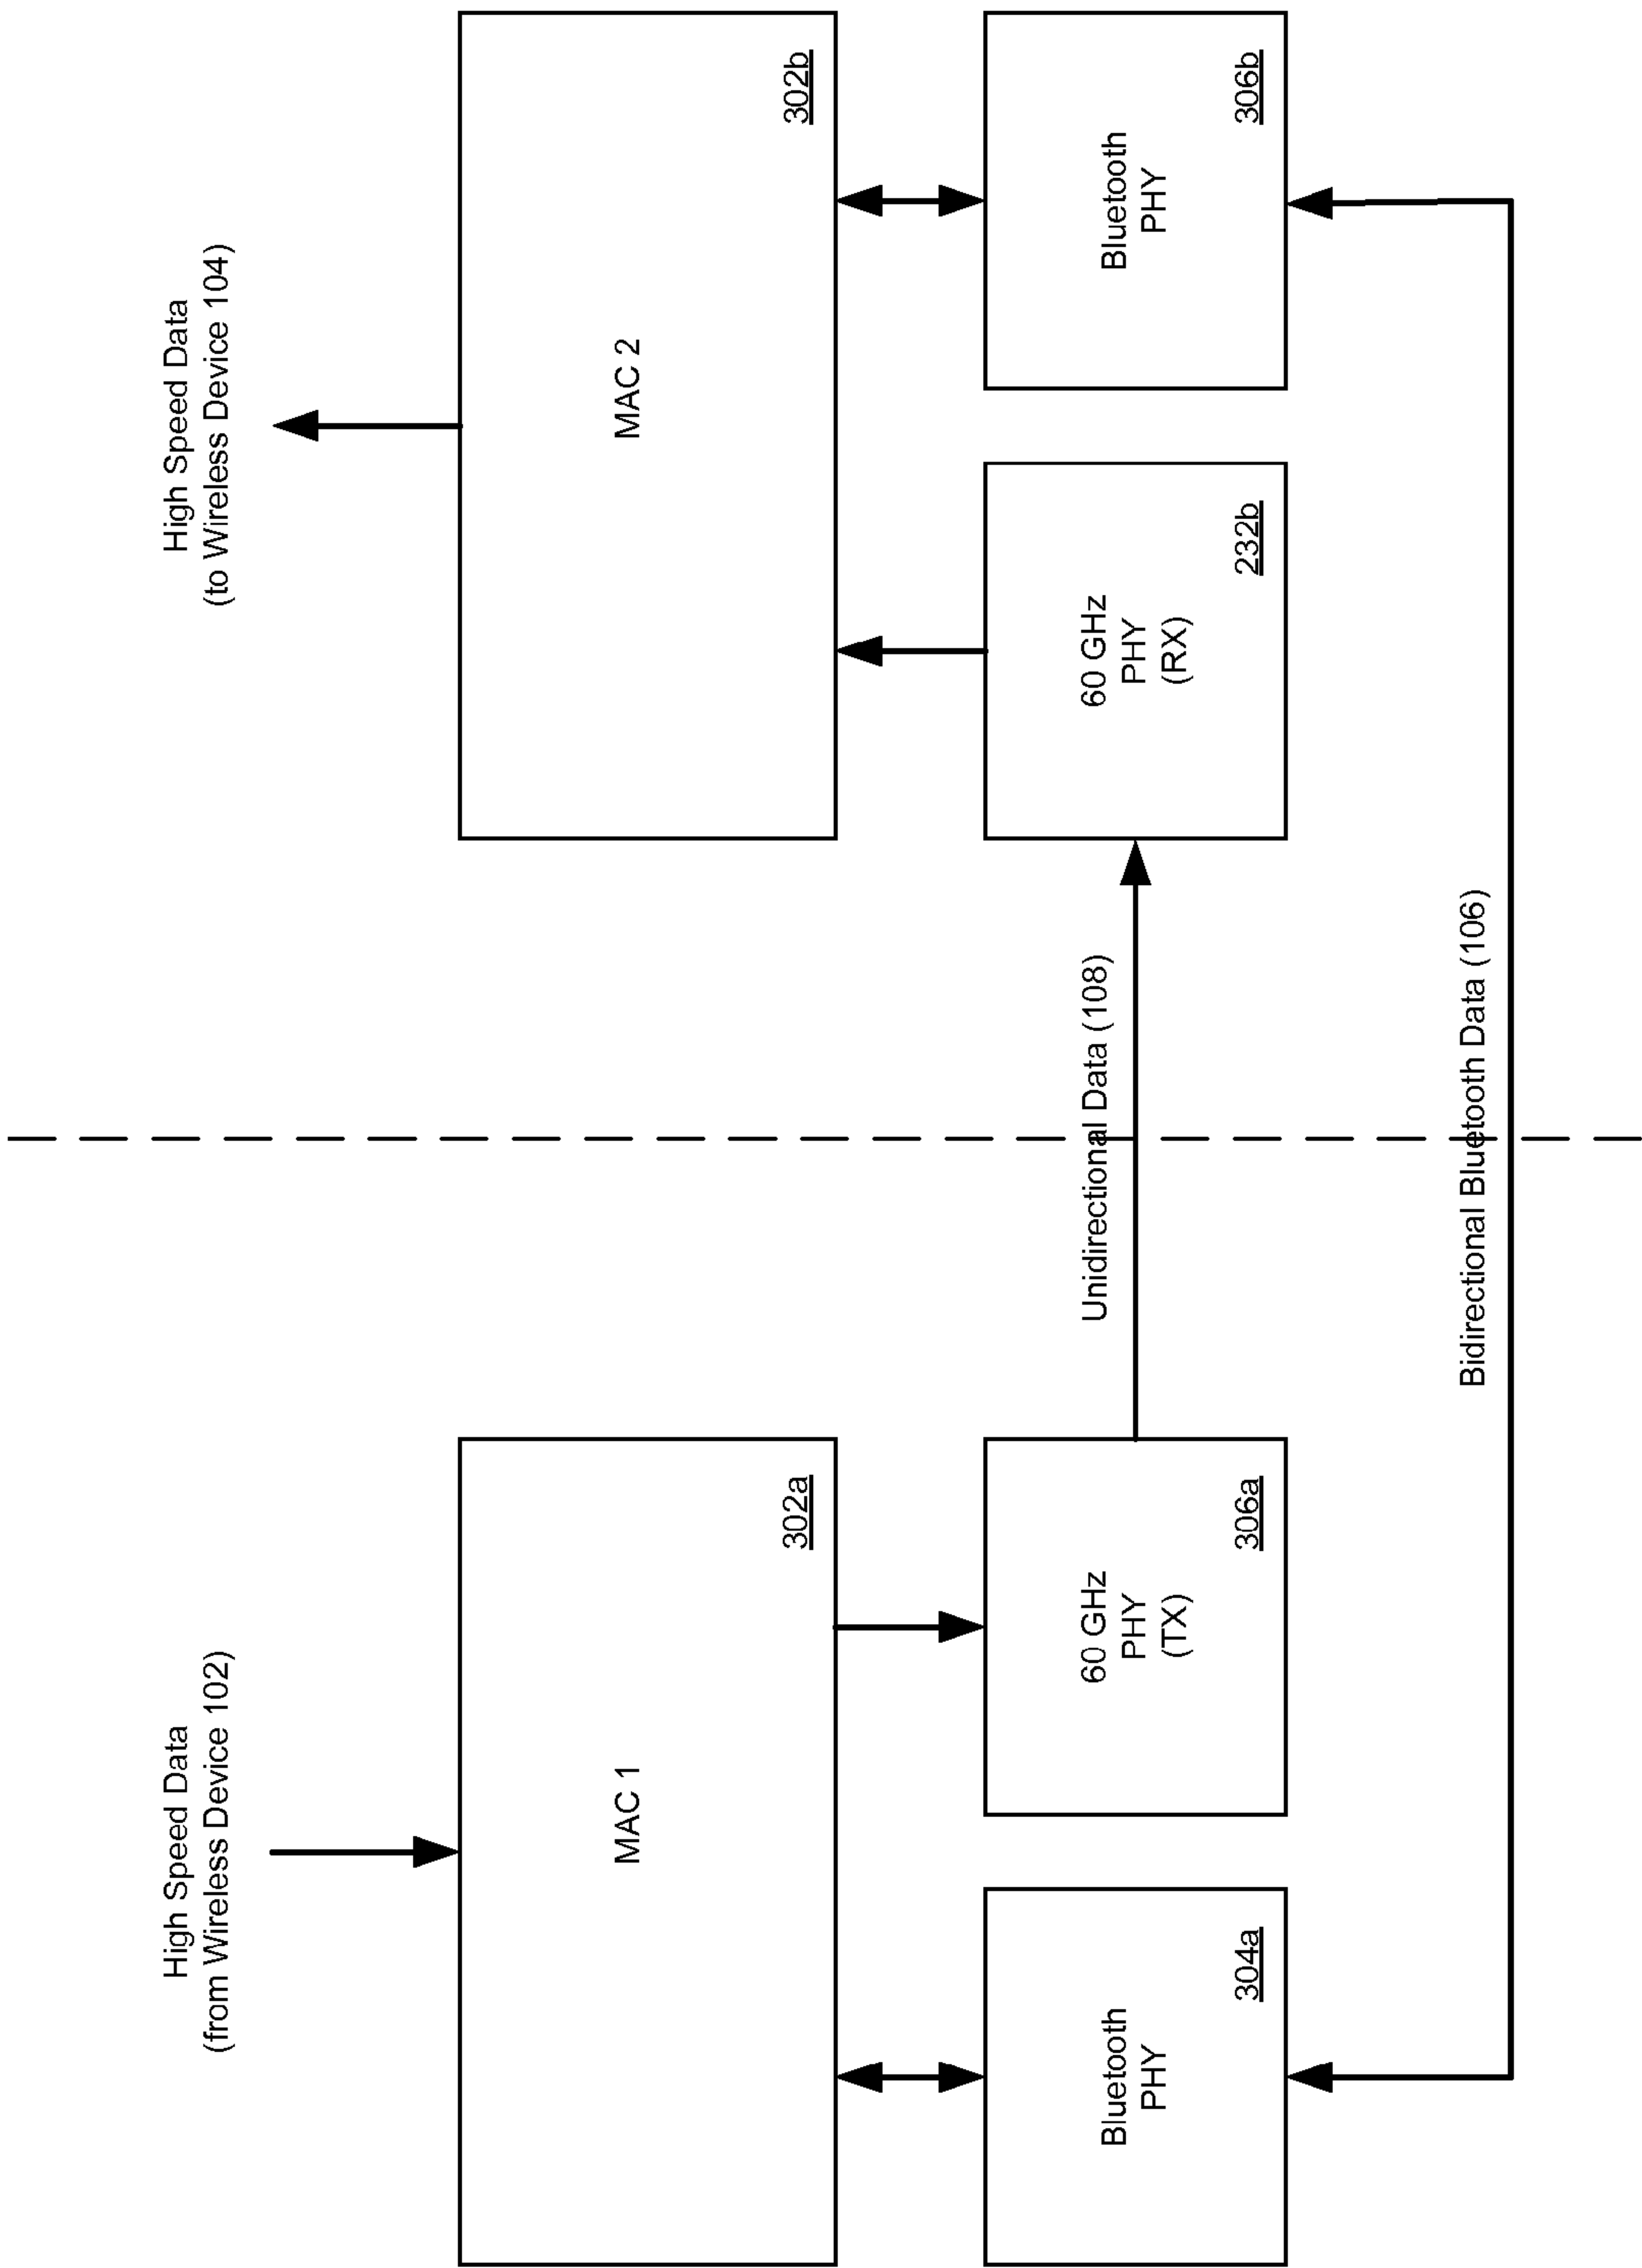 High Speed Data
(from Wireless Device 102)
High Speed Data
(to Wireless Device 104)
MAC 1
302a
MAC 2
302b
Bluetooth
PHY
304a
60 GHz
PHY
(TX)
306a
Unidirectional Data (108)
60 GHz
PHY
(RX)
232b
Bluetooth
PHY
306b
Bidirectional Bluetooth Data (106)